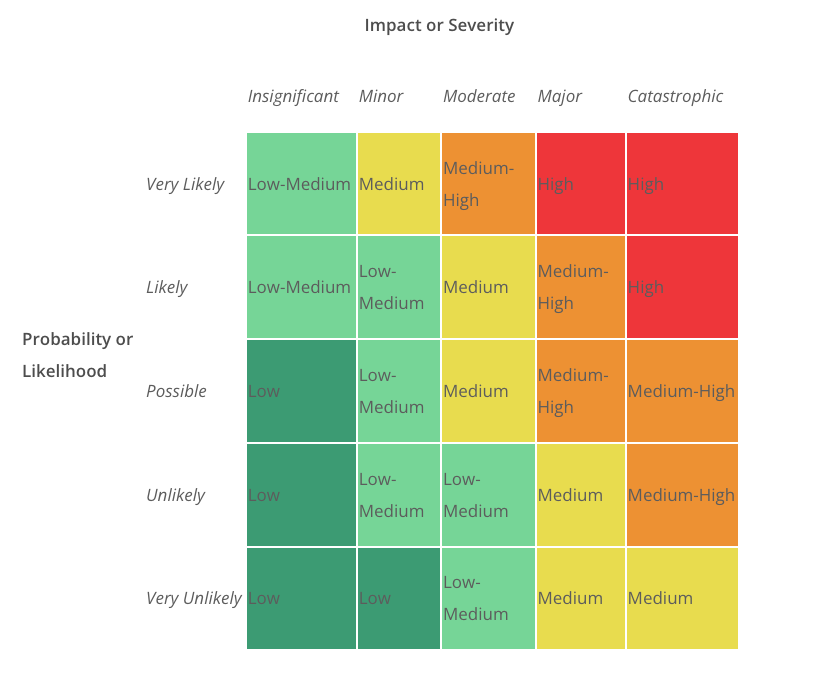 Impact or Severity
Insignificant Minor Moderate Major Catastrophic
Very Likely Low-Medium Medium Medium-High High High
Likely Low-Medium Low-Medium Medium Medium-High High
Probability or
Likelihood
Possible Low Low-Medium Medium Medium-High Medium-High
Unlikely Low Low-Medium Low-Medium Medium Medium-High
Very Unlikely Low Low Low-Medium Medium Medium